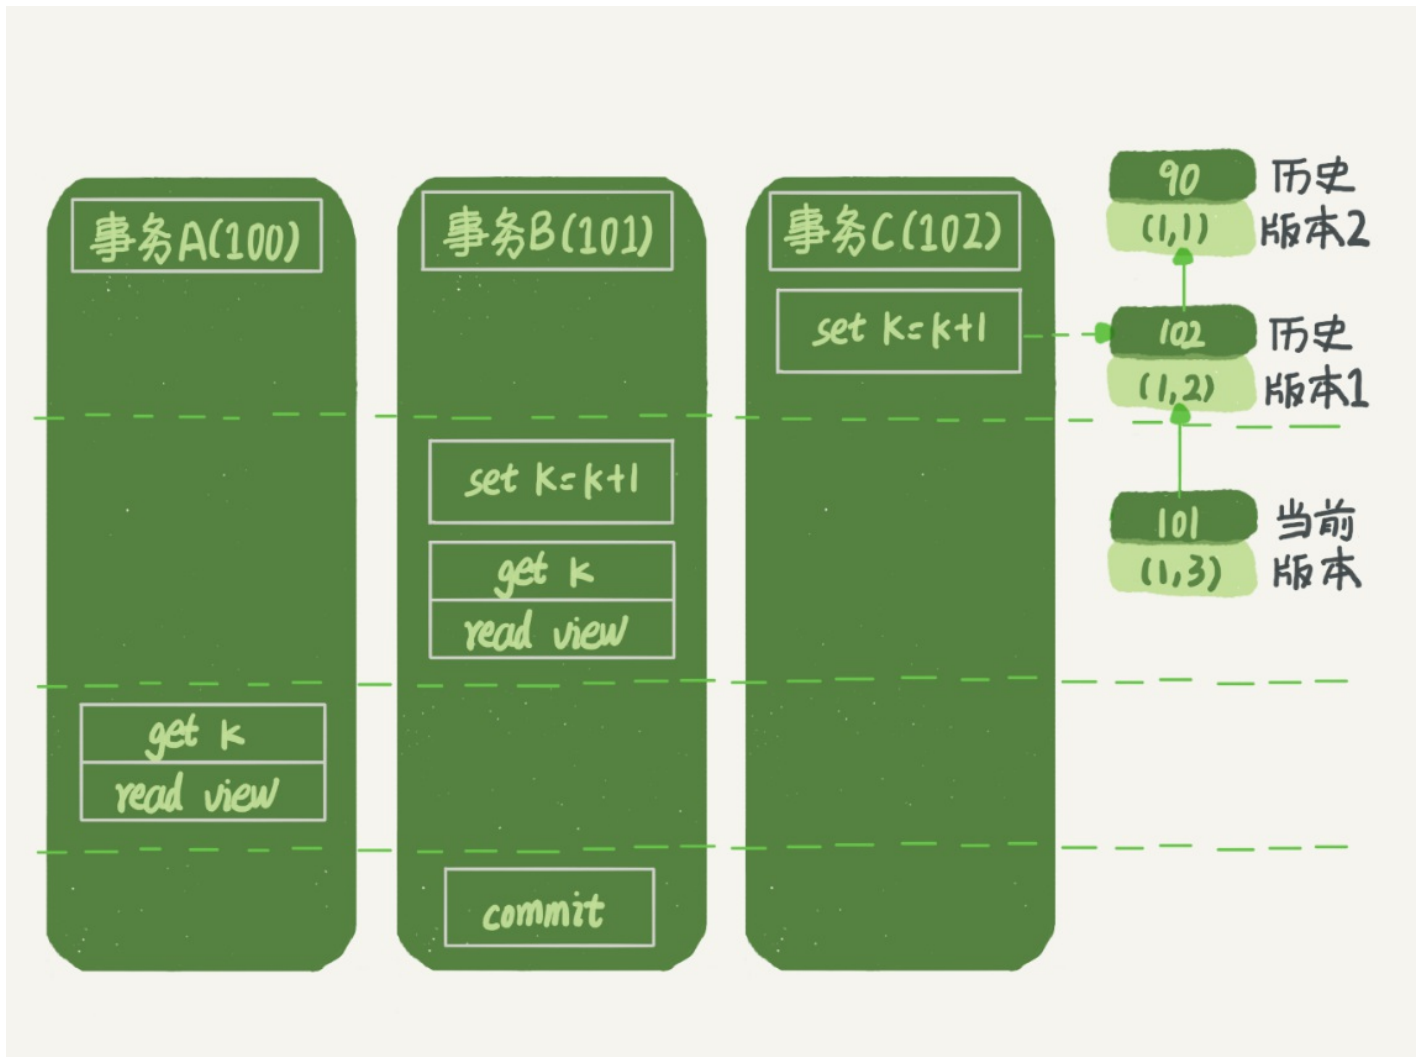 事务A(100)
set k=k+1
get k
read view
事务B(101)
set k=k+1
get k
read view
commit
事务C(102)
90
(1,1)
历史
版本2
102
(1,2)
历史
版本1
101
(1,3)
当前
版本